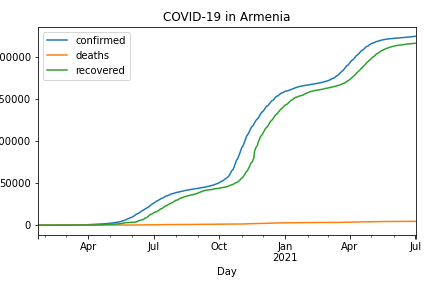 COVID-19 in Armenia
confirmed
deaths
recovered
50000
0
Apr
Jul
Oct
Jan
2021
Apr
Jul
Day